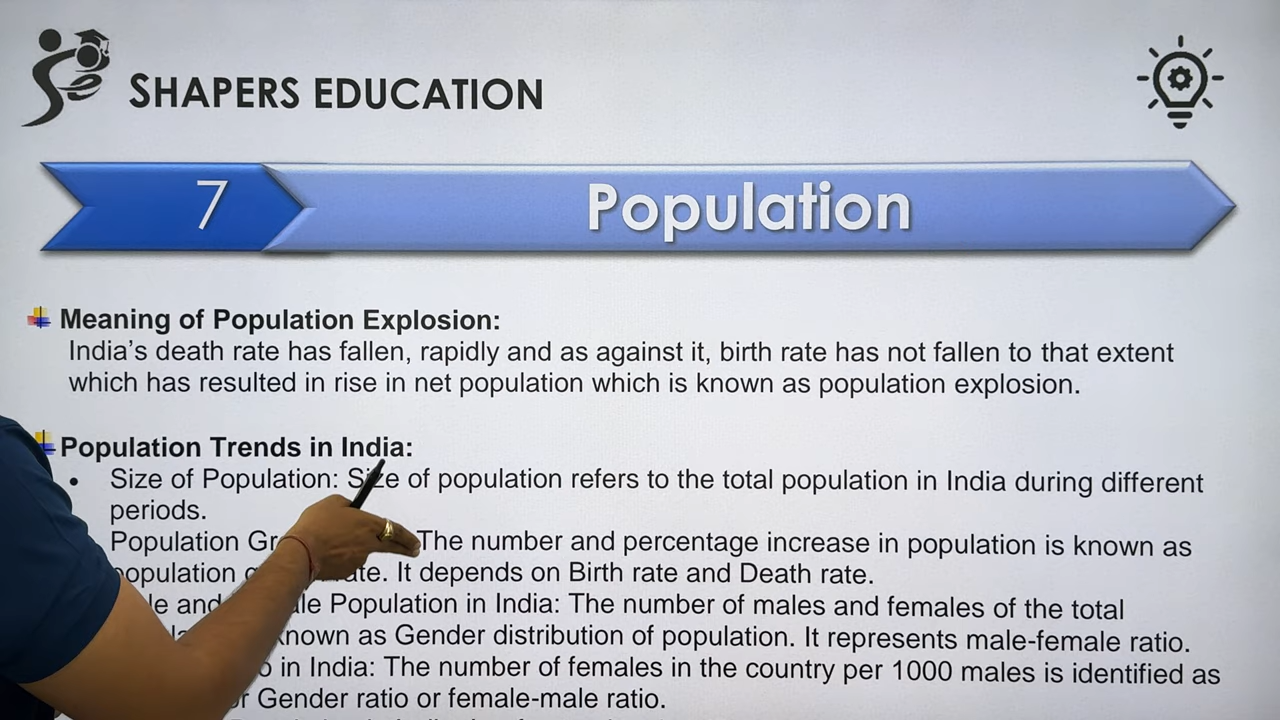 SHAPERS EDUCATION
7
Population
Meaning of Population Explosion:
India's death rate has fallen, rapidly and as against it, birth rate has not fallen to that extent
which has resulted in rise in net population which is known as population explosion.
Population Trends in India:
• Size of Population: Size of population refers to the total population in India during different
periods.
Population The number and percentage increase in population is known as
population It depends on Birth rate and Death rate.
and Population in India: The number of males and females of the total
known as Gender distribution of population. It represents male-female ratio.
in India: The number of females in the country per 1000 males is identified as
Gender ratio or female-male ratio.